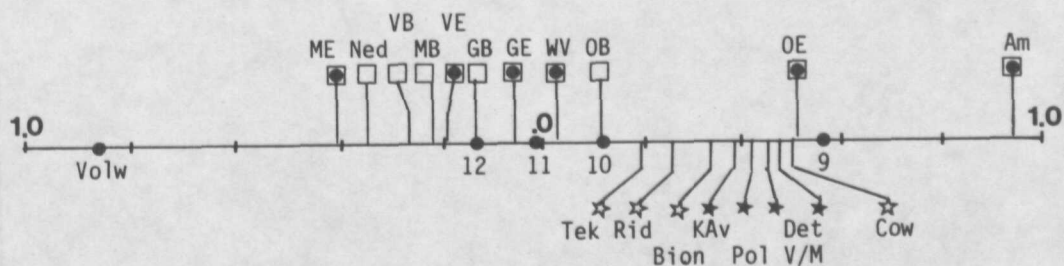 VB VE
ME Ned MB GB GE WV OB OE Am
1.0 .0 1.0
Volw 12 11 10 9
Tek Rid KAv Det Cow
Bion Pol V/M